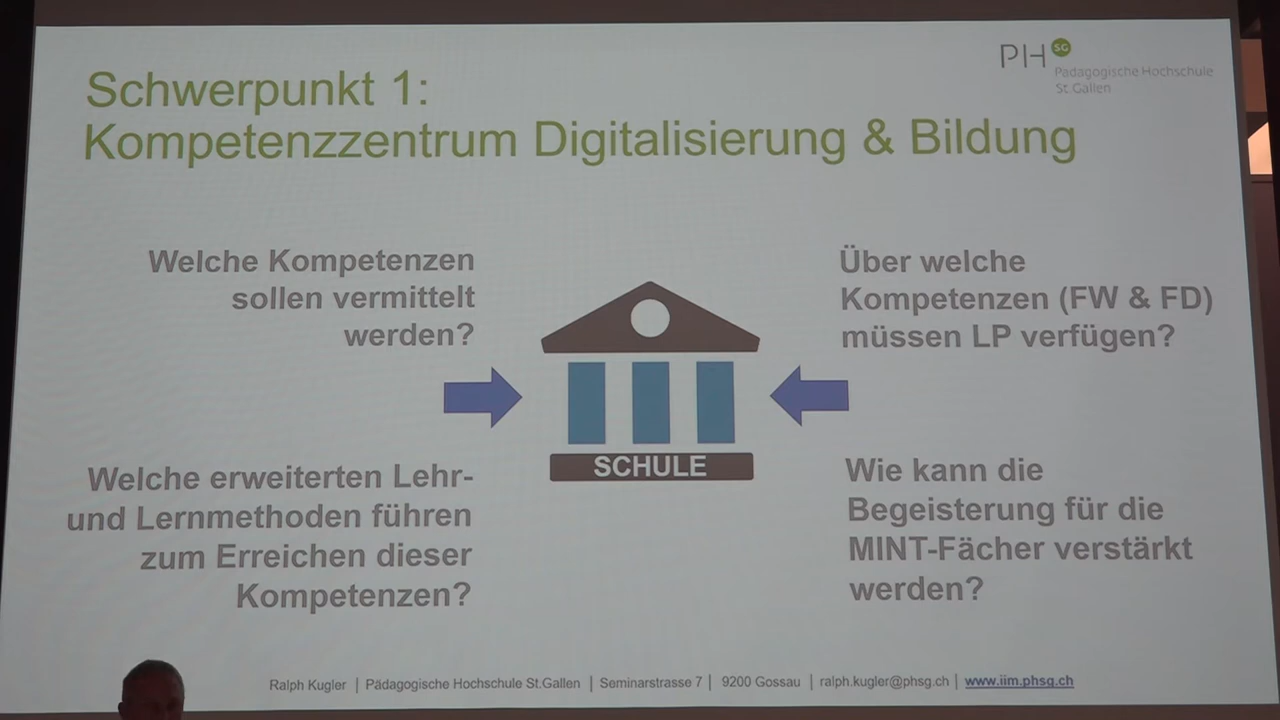 PH SG
Pädagogische Hochschule
St.Gallen
Schwerpunkt 1:
Kompetenzzentrum Digitalisierung & Bildung
Welche Kompetenzen
sollen vermittelt
werden?
Über welche
Kompetenzen (FW & FD)
müssen LP verfügen?
SCHULE
Welche erweiterten Lehr-
und Lernmethoden führen
zum Erreichen dieser
Kompetenzen?
Wie kann die
Begeisterung für die
MINT-Fächer verstärkt
werden?
Ralph Kugler | Pädagogische Hochschule St.Gallen | Seminarstrasse 7 | 9200 Gossau | ralph.kugler@phsg.ch | www.iim.phsg.ch